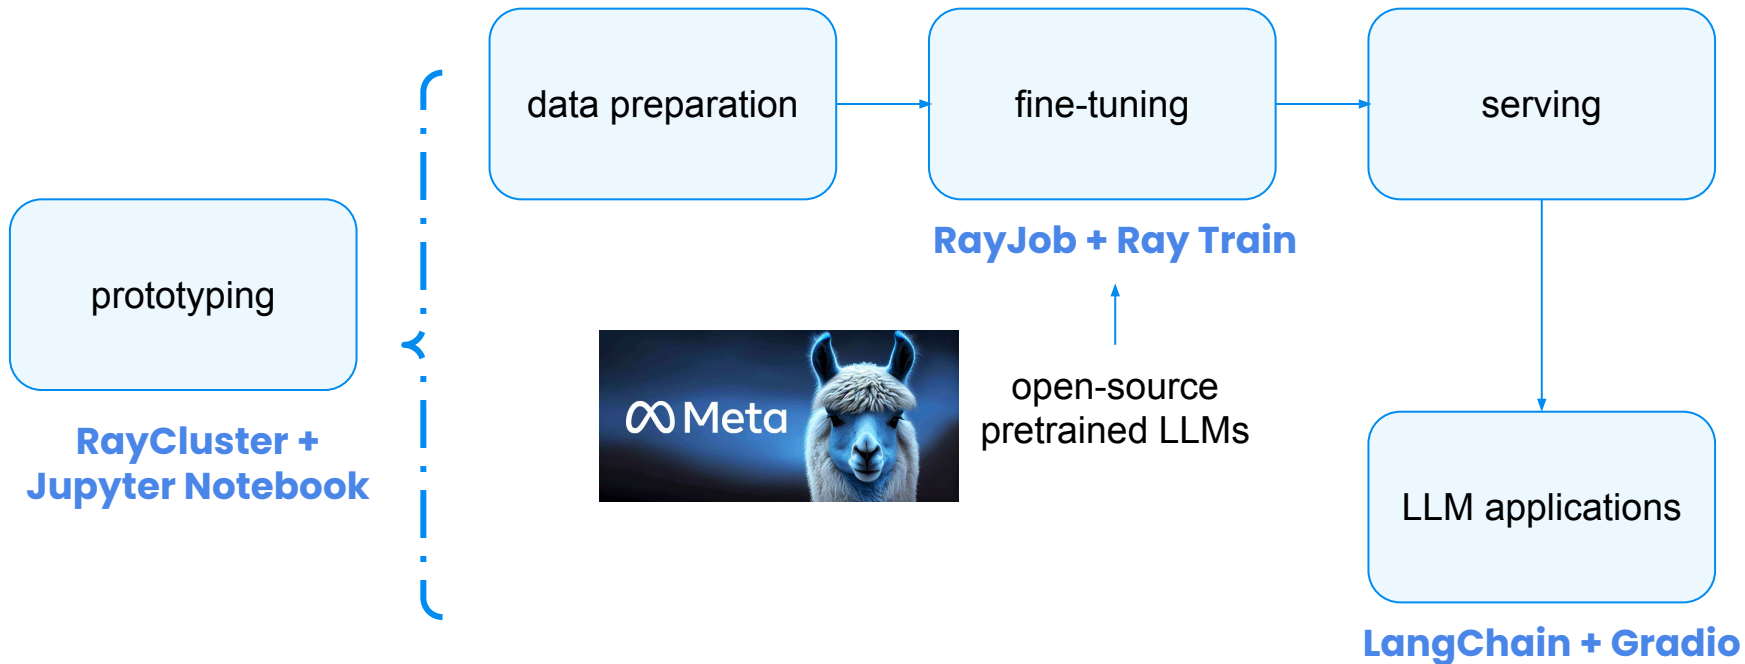 data preparation
fine-tuning
serving
RayJob + Ray Train
prototyping
RayCluster +
Jupyter Notebook
Meta
open-source
pretrained LLMs
LLM applications
LangChain + Gradio